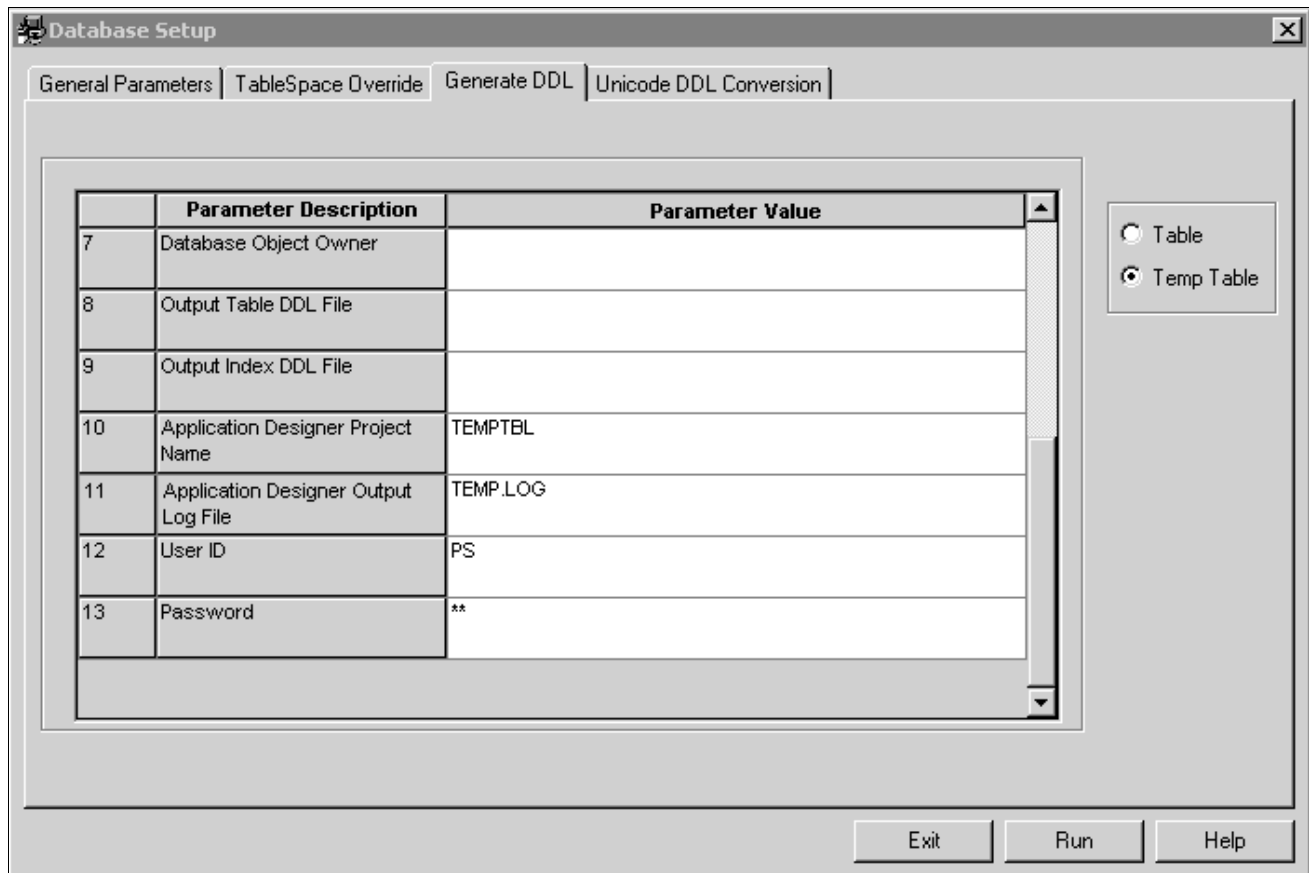 Database Setup
General Parameters TableSpace Override Generate DDL Unicode DDL Conversion
Parameter Description Parameter Value
7 Database Object Owner
8 Output Table DDL File
9 Output Index DDL File
10 Application Designer Project Name TEMPTBL
11 Application Designer Output Log File TEMP.LOG
12 User ID PS
13 Password **
Table
Temp Table
Exit Run Help